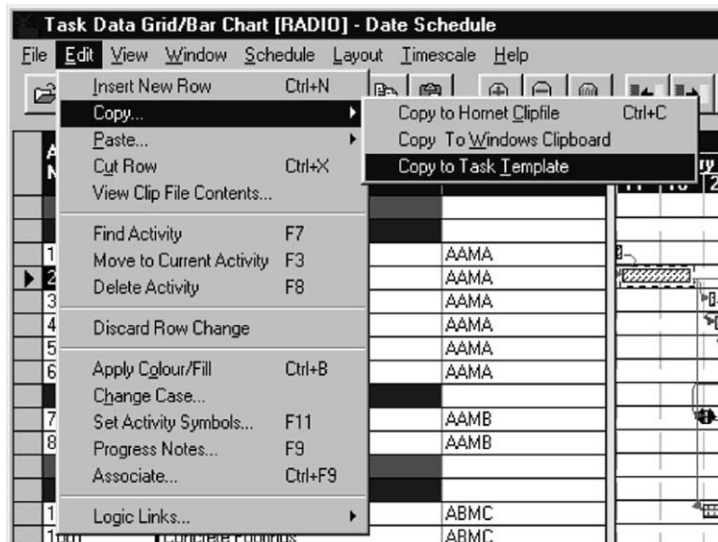 Task Data Grid/Bar Chart [RADIO] - Date Schedule
File Edit View Window Schedule Layout Timescale Help
Insert New Row Ctrl+N
Copy...
Paste...
Cut Row Ctrl+X
View Clip File Contents...
Find Activity F7
Move to Current Activity F3
Delete Activity F8
Discard Row Change
Apply Colour/Fill Ctrl+B
Change Case...
Set Activity Symbols... F11
Progress Notes... F9
Associate... Ctrl+F9
Logic Links...
Copy to Hornet Clipfile Ctrl+C
Copy To Windows Clipboard
Copy to Task Template
1 AAMA
2 AAMA
3 AAMA
4 AAMA
5 AAMA
6 AAMA
7 AAMB
8 AAMB
1 ABMC
1001 Concrete Footings ABMC